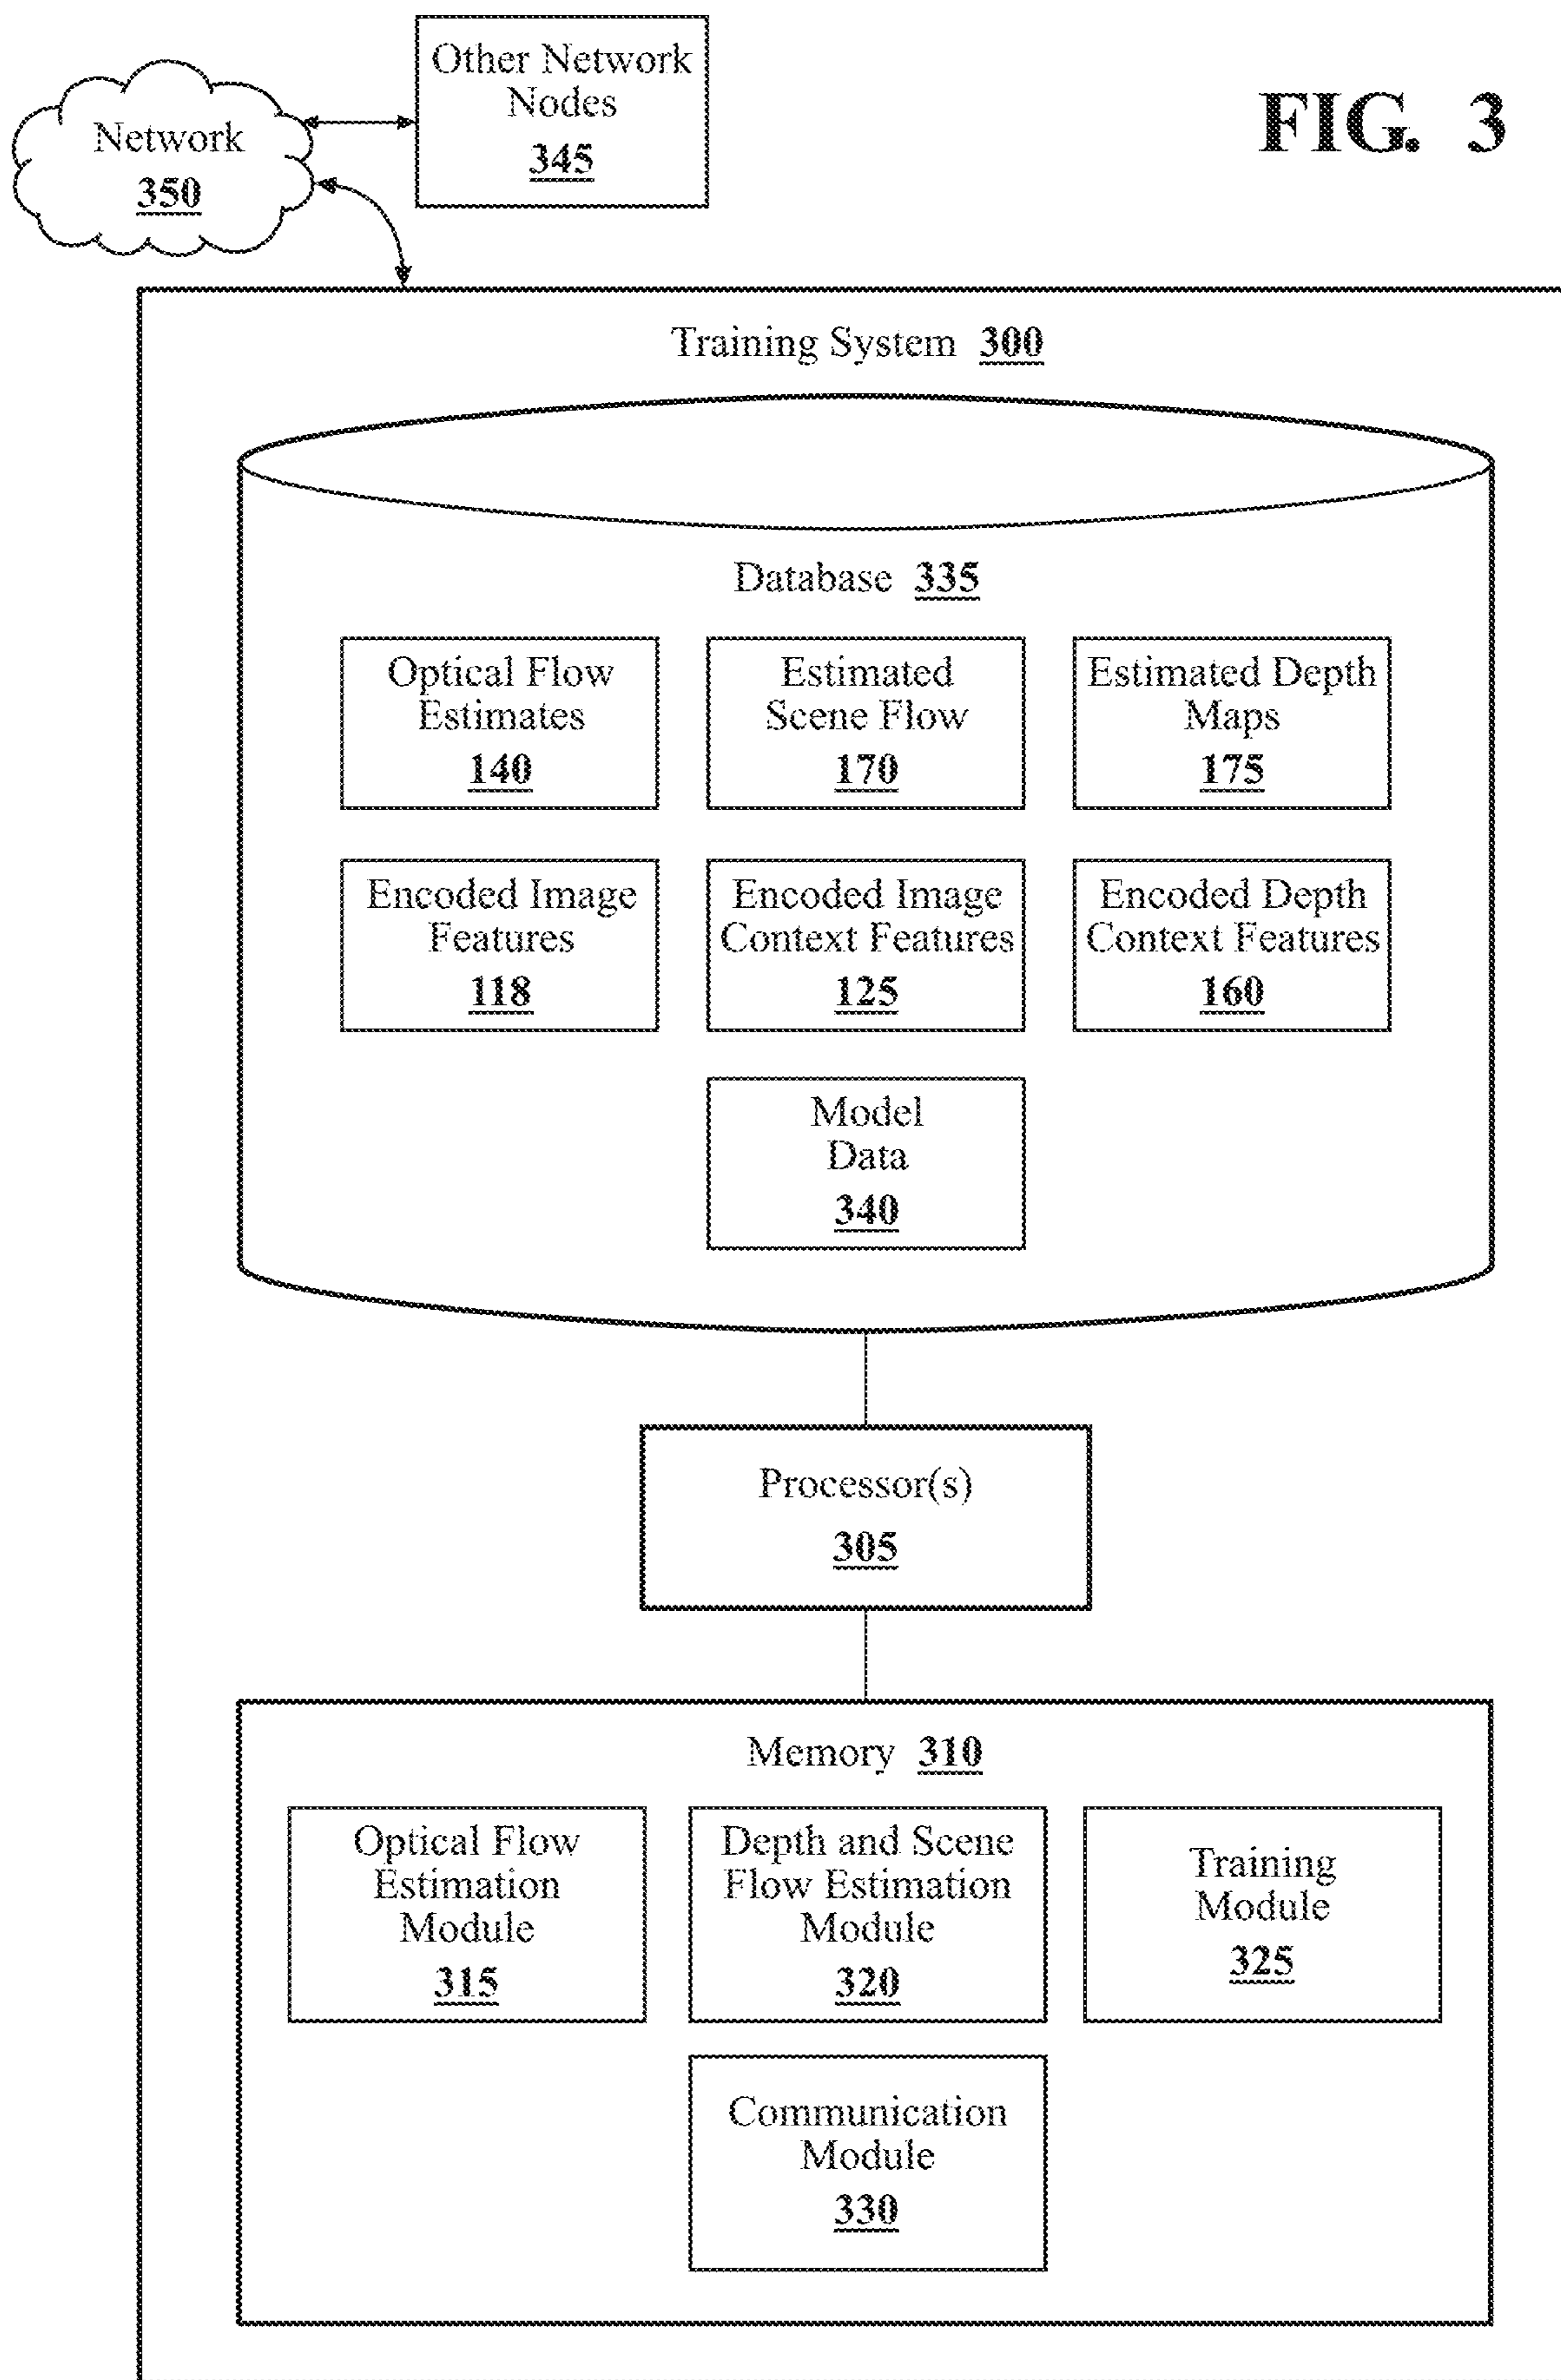 Other Network
Nodes
345
FIG. 3
Network
350
Training System 300
Database 335
Optical Flow
Estimates
140
Estimated
Scene Flow
170
Estimated Depth
Maps
175
Encoded Image
Features
118
Encoded Image
Context Features
125
Encoded Depth
Context Features
160
Model
Data
340
Processor(s)
305
Memory 310
Optical Flow
Estimation
Module
315
Depth and Scene
Flow Estimation
Module
320
Training
Module
325
Communication
Module
330